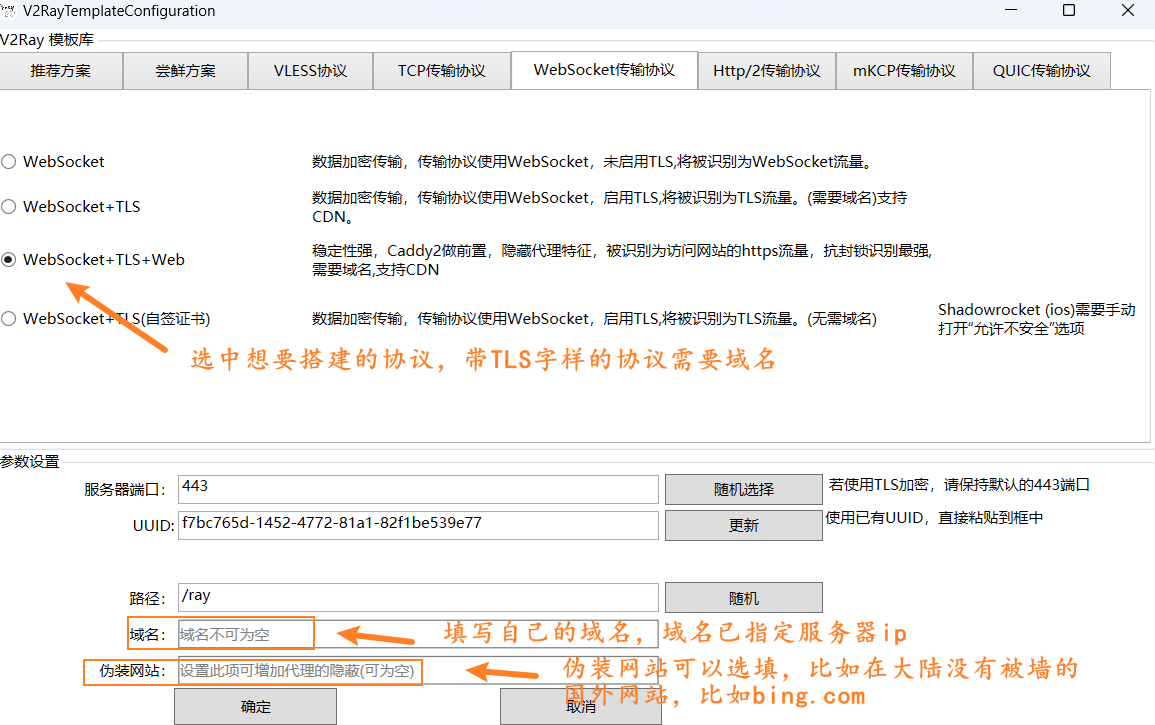 V2RayTemplateConfiguration
V2Ray 模板库
推荐方案 尝鲜方案 VLESS协议 TCP传输协议 WebSocket传输协议 Http/2传输协议 mKCP传输协议 QUIC传输协议
WebSocket 数据加密传输，传输协议使用WebSocket，未启用TLS,将被识别为WebSocket流量。
WebSocket+TLS 数据加密传输，传输协议使用WebSocket，启用TLS,将被识别为TLS流量。(需要域名)支持
CDN。
WebSocket+TLS+Web 稳定性强，Caddy2做前置，隐藏代理特征，被识别为访问网站的https流量，抗封锁识别最强,
需要域名,支持CDN
WebSocket+TLS(自签证书) 数据加密传输，传输协议使用WebSocket，启用TLS,将被识别为TLS流量。(无需域名) Shadowrocket (ios)需要手动
打开“允许不安全”选项
选中想要搭建的协议，带TLS字样的协议需要域名
参数设置
服务器端口： 443 随机选择 若使用TLS加密，请保持默认的443端口
UUID: f7bc765d-1452-4772-81a1-82f1be539e77 更新 使用已有UUID，直接粘贴到框中
路径： /ray 随机
域名： 域名不可为空 填写自己的域名，域名已指定服务器ip
伪装网站： 设置此项可增加代理的隐蔽(可为空) 伪装网站可以选填，比如在大陆没有被墙的
国外网站，比如bing.com
确定 取消